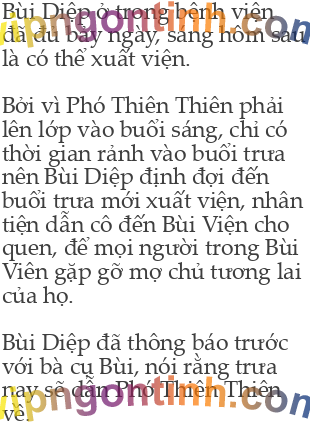 Bùi Diệp ở trong bệnh viện
đã đủ bảy ngày, sáng hôm sau
là có thể xuất viện.
Bởi vì Phó Thiên Thiên phải
lên lớp vào buổi sáng, chỉ có
thời gian rảnh vào buổi trưa
nên Bùi Diệp định đợi đến
buổi trưa mới xuất viện, nhân
tiện dẫn cô đến Bùi Viện cho
quen, để mọi người trong Bùi
Viên gặp gỡ mợ chủ tương lai
của họ.
Bùi Diệp đã thông báo trước
với bà cụ Bùi, nói rằng trưa
nay sẽ dẫn Phó Thiên Thiên
về.
vipngontinh.com
vipngontinh.com